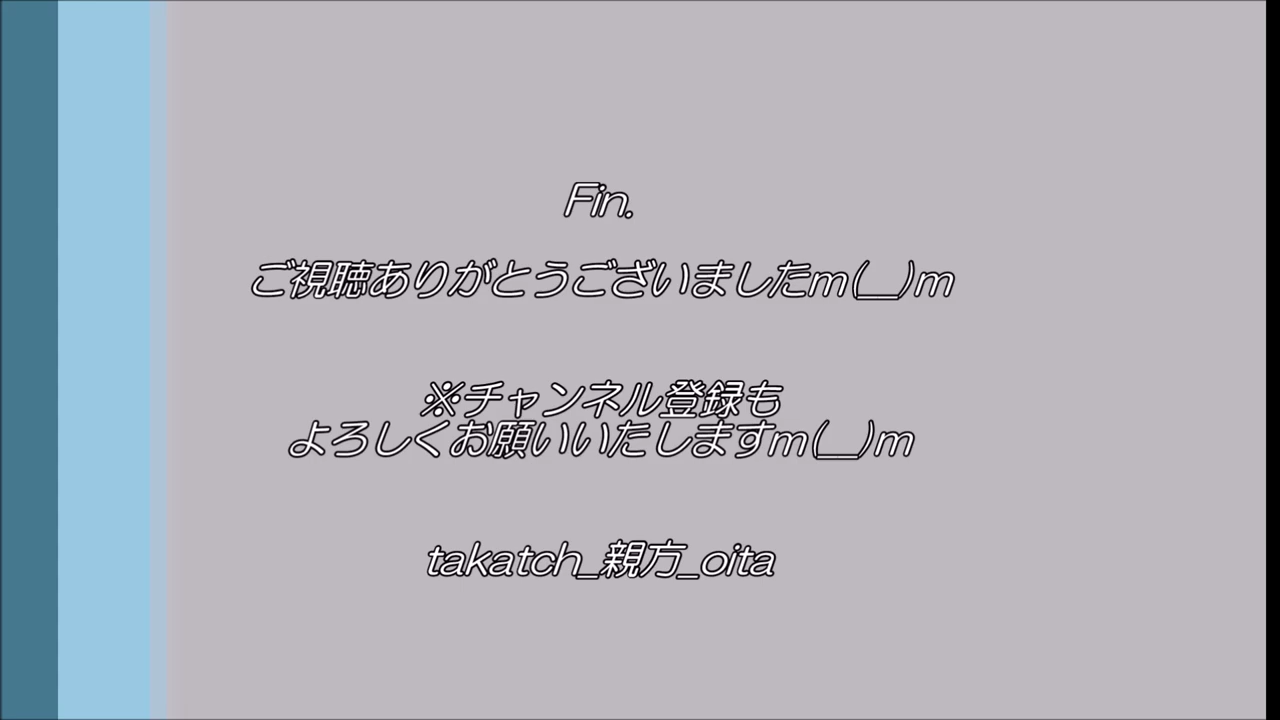 Fin.
ご視聴ありがとうございましたm(__)m
※チャンネル登録も
よろしくお願いいたしますm(__)m
takatch_親方_oita